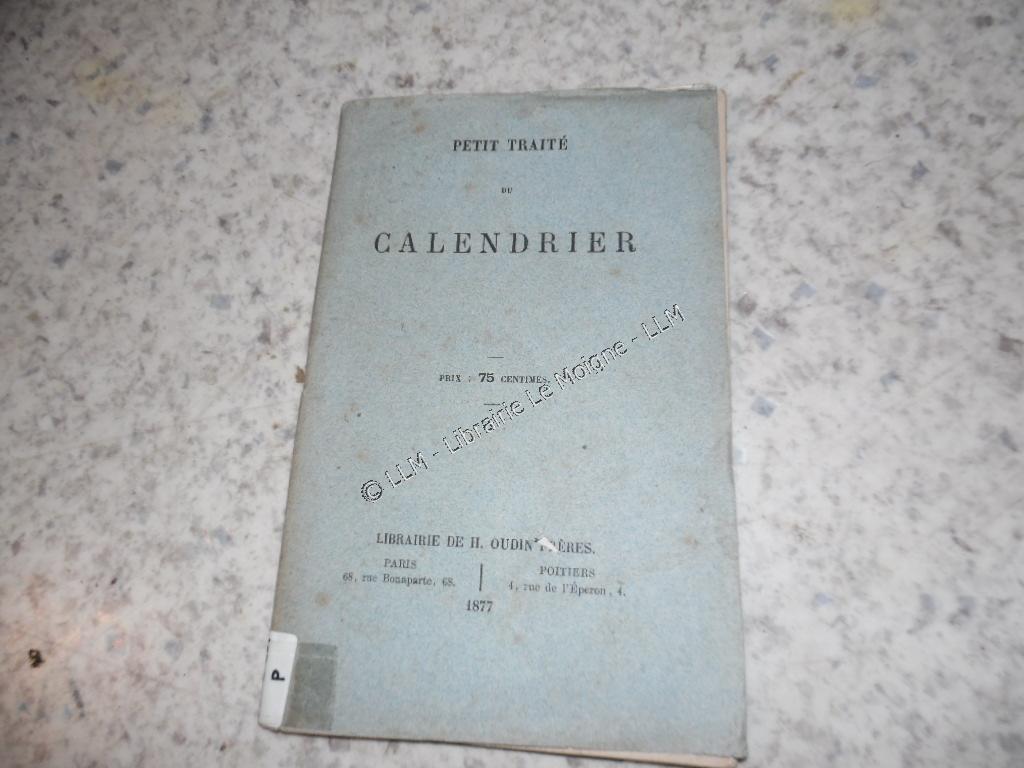 PETIT TRAITÉ
DU
CALENDRIER
PRIX : 75 CENTIMES.
© LLM - Librairie Le Moigne - LLM
LIBRAIRIE DE H. OUDIN FRÈRES.
PARIS
68, rue Bonaparte, 68.
POITIERS
4, rue de l'Éperon, 4.
1877
P